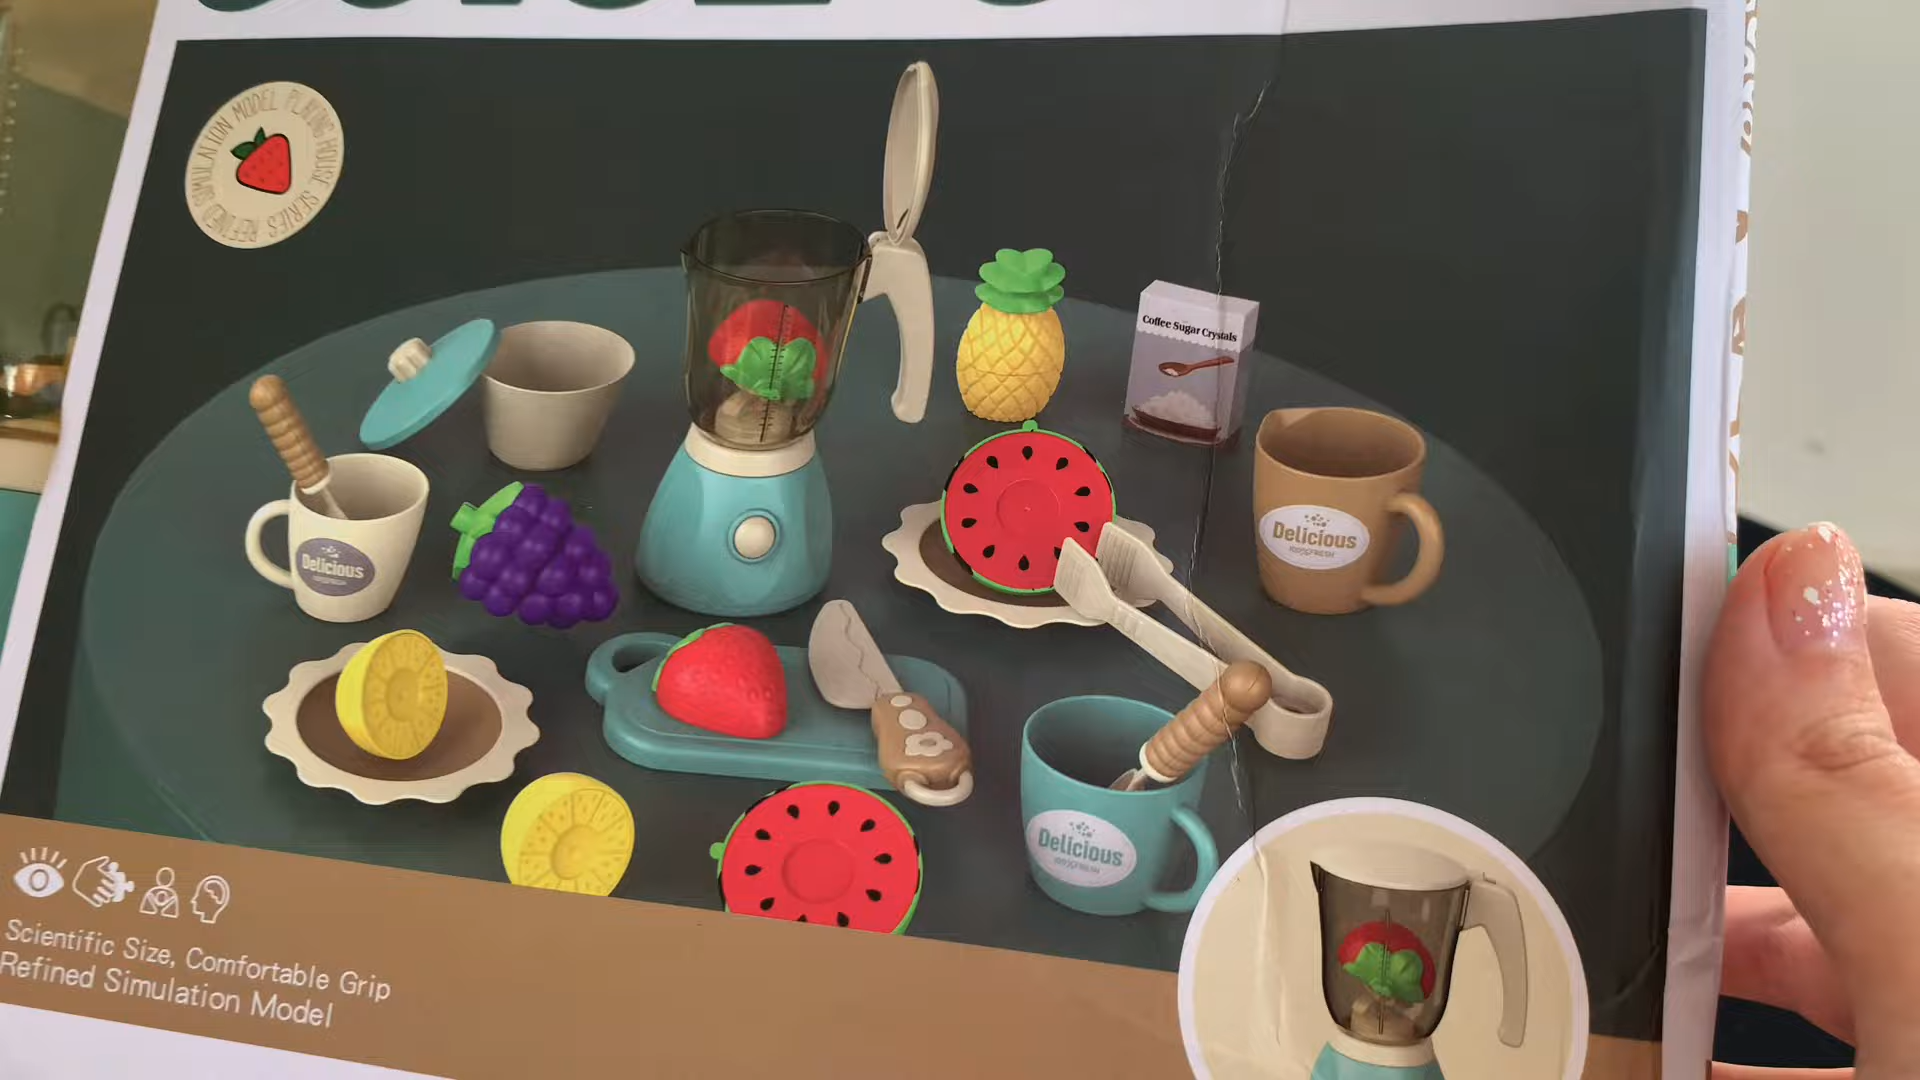 SIMULATION MODEL PLAYING HOUSE SERIES REFINED
Coffee Sugar Crystals
Delicious
Delicious
Delicious
Scientific Size, Comfortable Grip
Refined Simulation Model